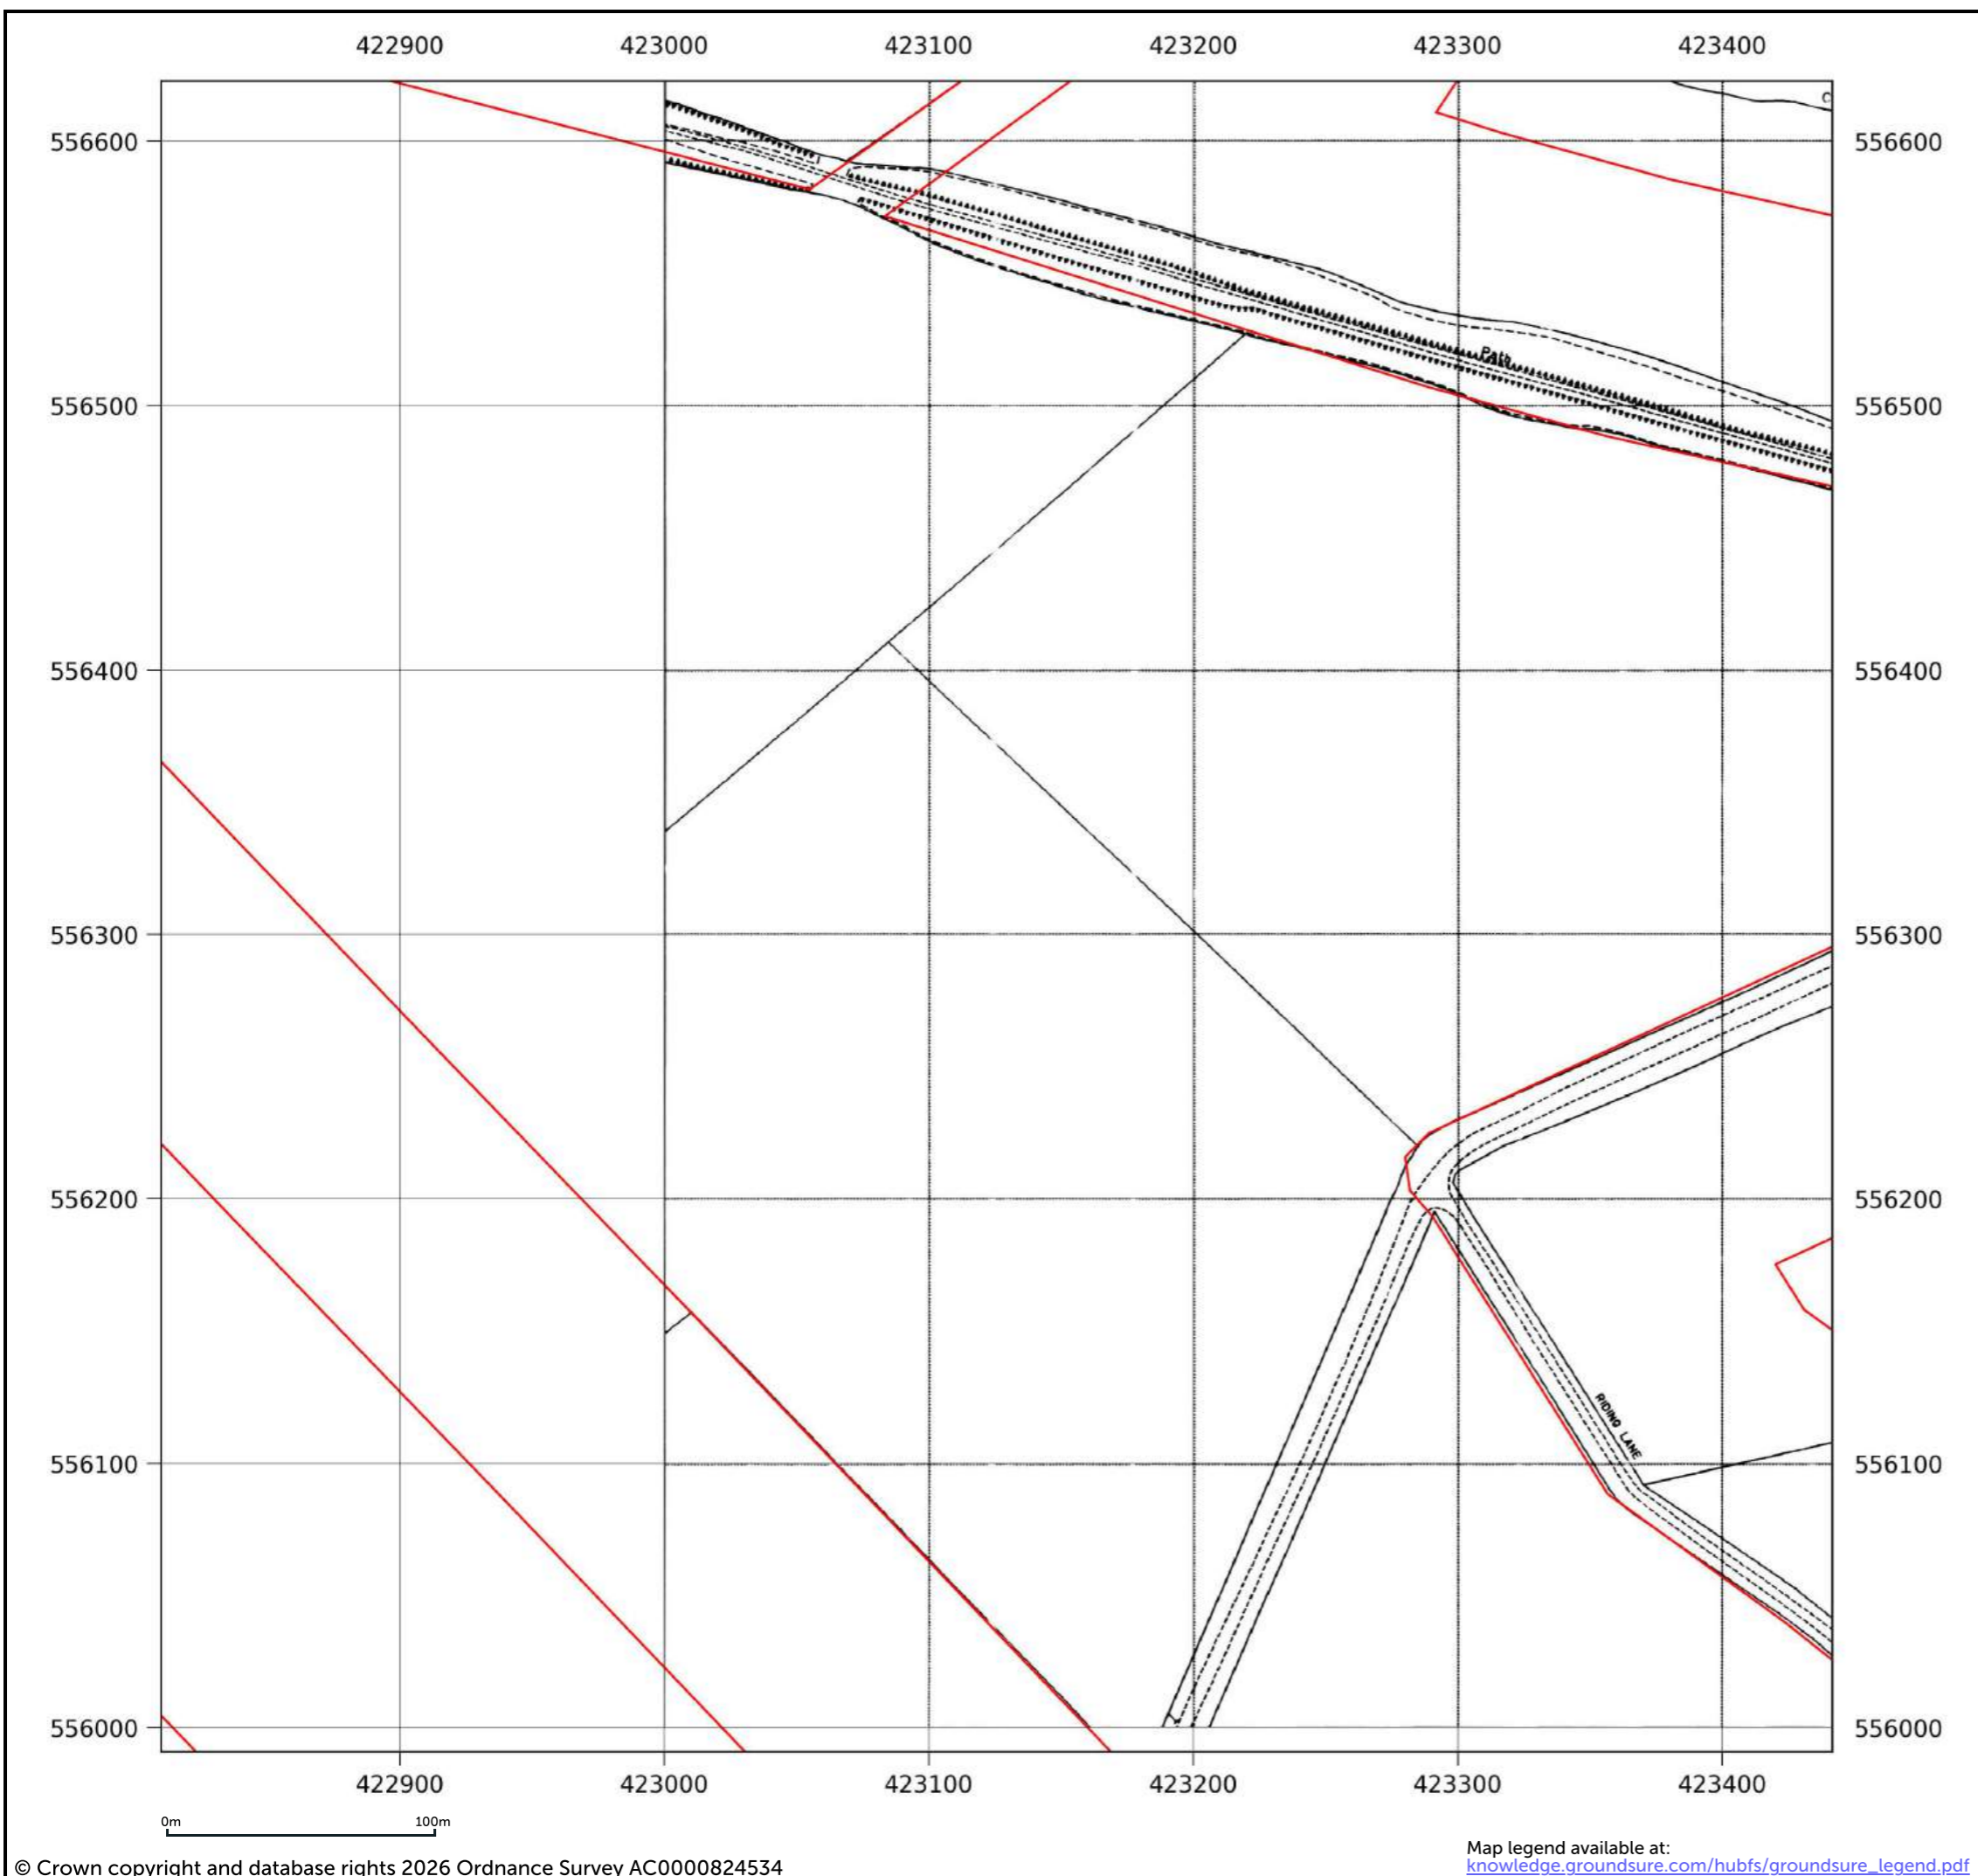 422900 423000 423100 423200 423300 423400
C
556600 556600
Path
556500 556500
556400 556400
556300 556300
556200 556200
RIDING LANE
556100 556100
556000 556000
422900 423000 423100 423200 423300 423400
0m 100m
Map legend available at:
© Crown copyright and database rights 2026 Ordnance Survey AC0000824534
knowledge.groundsure.com/hubfs/groundsure_legend.pdf